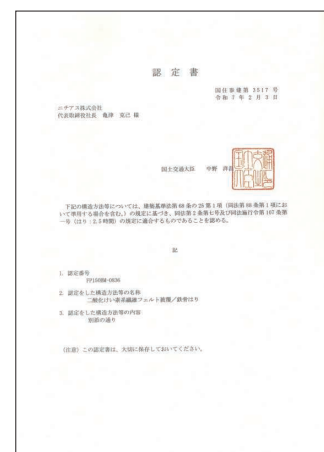 認 定 書
国住参建第 3517 号
令和 7 年 2 月 3 日
ニチアス株式会社
代表取締役社長 亀津 克己 様
国土交通大臣 中野 洋昌
下記の構造方法等については、建築基準法第 68 条の 25 第 1 項（同法第 88 条第 1 項にお
いて準用する場合を含む。）の規定に基づき、同法第 2 条第七号及び同法施行令第 107 条第
一号（はり：2.5 時間）の規定に適合するものであることを認める。
記
1. 認定番号
FP150BM-0636
2. 認定をした構造方法等の名称
二酸化けい素系繊維フェルト被覆／鉄骨はり
3. 認定をした構造方法等の内容
別添の通り
（注意）この認定書は、大切に保存しておいてください。